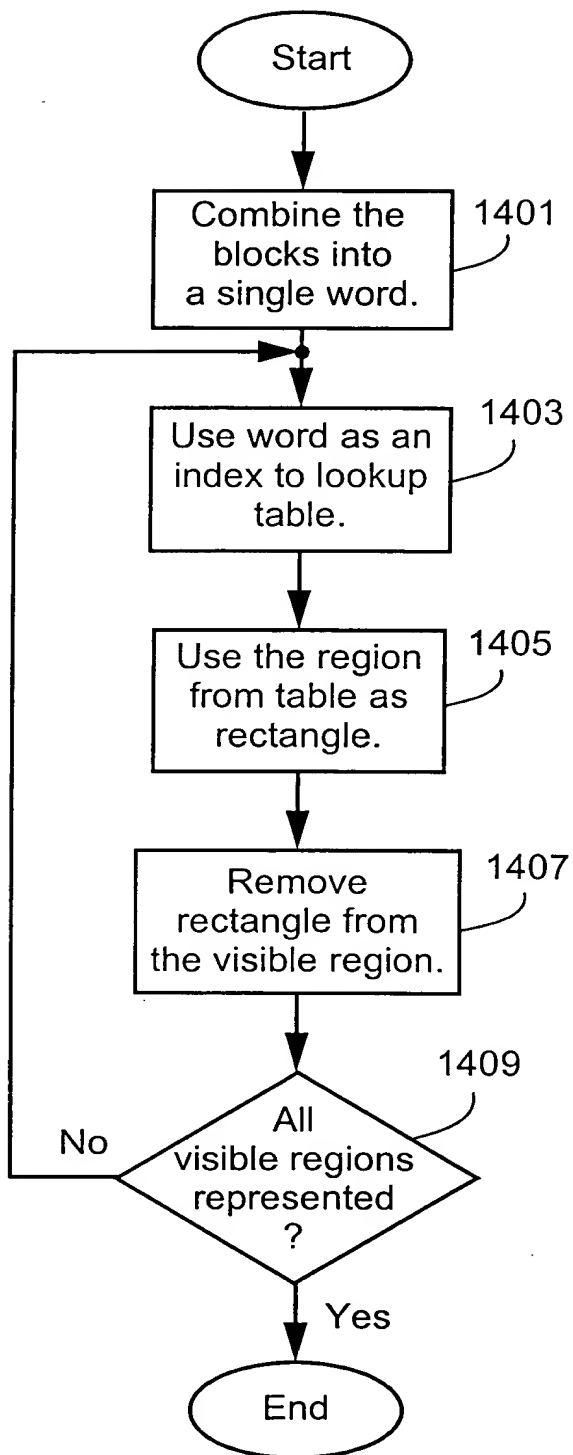 Start
Combine the
blocks into
a single word.
1401
Use word as an
index to lookup
table.
1403
Use the region
from table as
rectangle.
1405
Remove
rectangle from
the visible region.
1407
All
visible regions
represented
?
1409
No
Yes
End